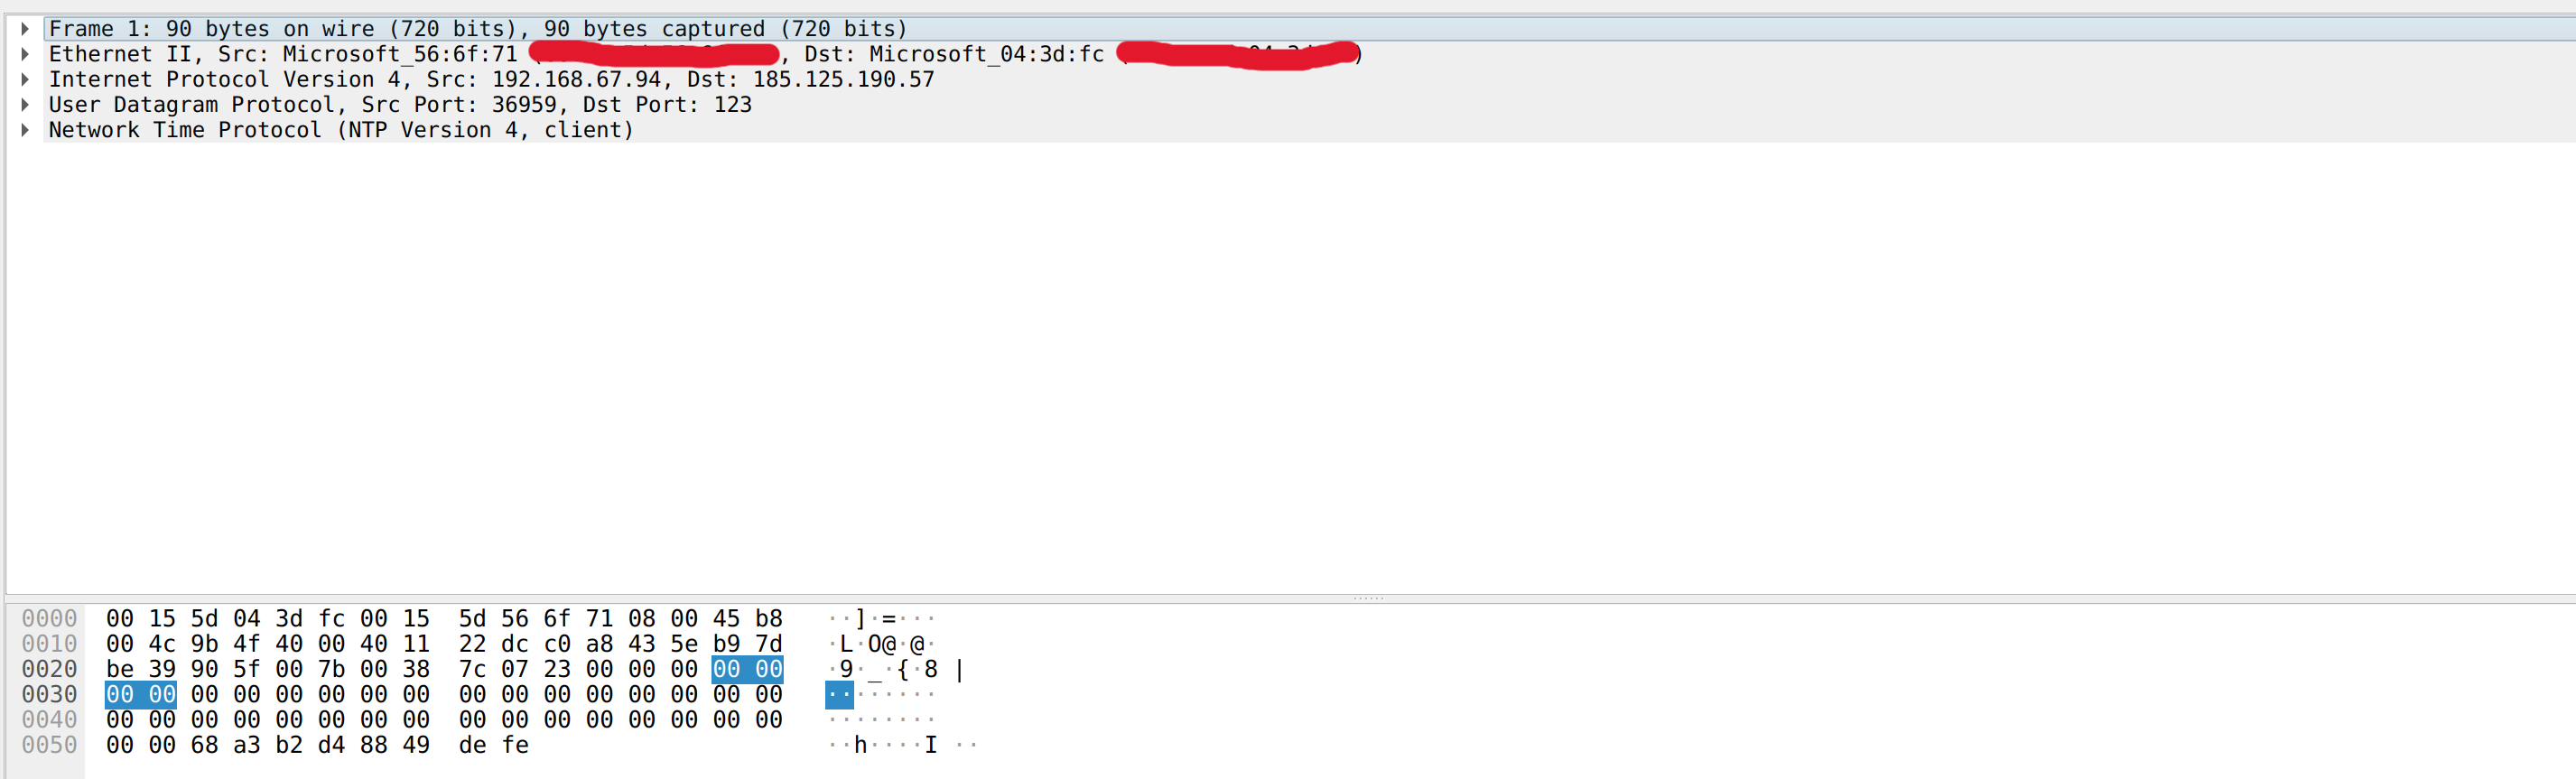 Frame 1: 90 bytes on wire (720 bits), 90 bytes captured (720 bits)
Ethernet II, Src: Microsoft_56:6f:71 ( , Dst: Microsoft_04:3d:fc ( )
Internet Protocol Version 4, Src: 192.168.67.94, Dst: 185.125.190.57
User Datagram Protocol, Src Port: 36959, Dst Port: 123
Network Time Protocol (NTP Version 4, client)
0000 00 15 5d 04 3d fc 00 15 5d 56 6f 71 08 00 45 b8 ··]·=···
0010 00 4c 9b 4f 40 00 40 11 22 dc c0 a8 43 5e b9 7d ·L·O@·@·
0020 be 39 90 5f 00 7b 00 38 7c 07 23 00 00 00 00 00 ·9·_·{·8 |
0030 00 00 00 00 00 00 00 00 00 00 00 00 00 00 00 00 ········
0040 00 00 00 00 00 00 00 00 00 00 00 00 00 00 00 00 ········
0050 00 00 68 a3 b2 d4 88 49 de fe ··h····I ··